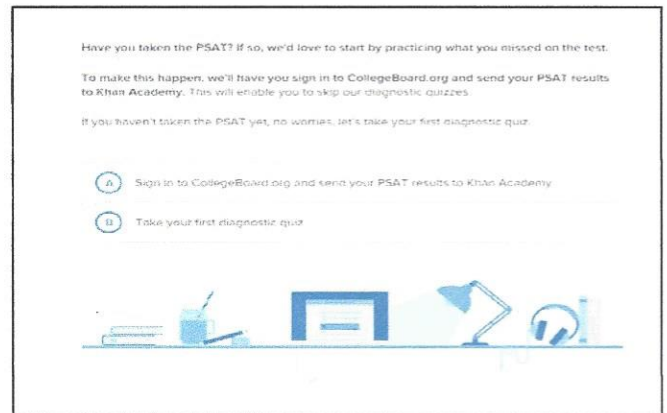 Have you taken the PSAT? If so, we'd love to start by practicing what you missed on the test.
To make this happen, we'll have you sign in to CollegeBoard.org and send your PSAT results
to Khan Academy. This will enable you to skip our diagnostic quizzes.
If you haven't taken the PSAT yet, no worries, let's take your first diagnostic quiz.
A Sign in to CollegeBoard.org and send your PSAT results to Khan Academy
B Take your first diagnostic quiz